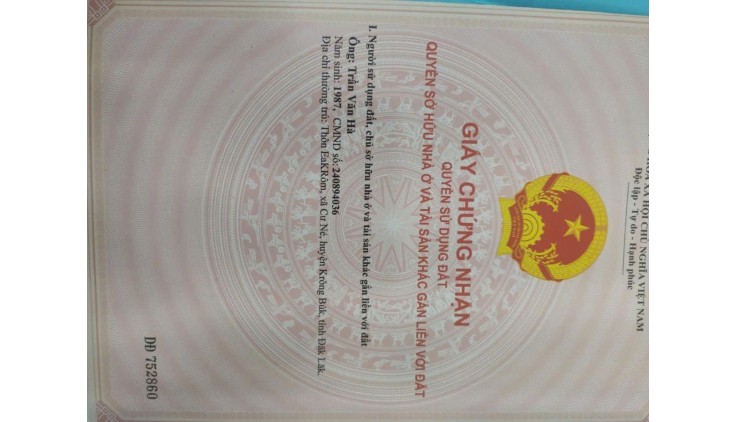 HÒA XÃ HỘI CHỦ NGHĨA VIỆT NAM
Độc lập - Tự do - Hạnh phúc
GIẤY CHỨNG NHẬN
QUYỀN SỬ DỤNG ĐẤT
QUYỀN SỞ HỮU NHÀ Ở VÀ TÀI SẢN KHÁC GẮN LIỀN VỚI ĐẤT
I. Người sử dụng đất, chủ sở hữu nhà ở và tài sản khác gắn liền với đất
Ông: Trần Văn Hà
Năm sinh: 1987, CMND số: 240894036
Địa chỉ thường trú: Thôn EaKRôm, xã Cư Né, huyện Krông Búk, tỉnh Đắk Lắk.
DĐ 752860